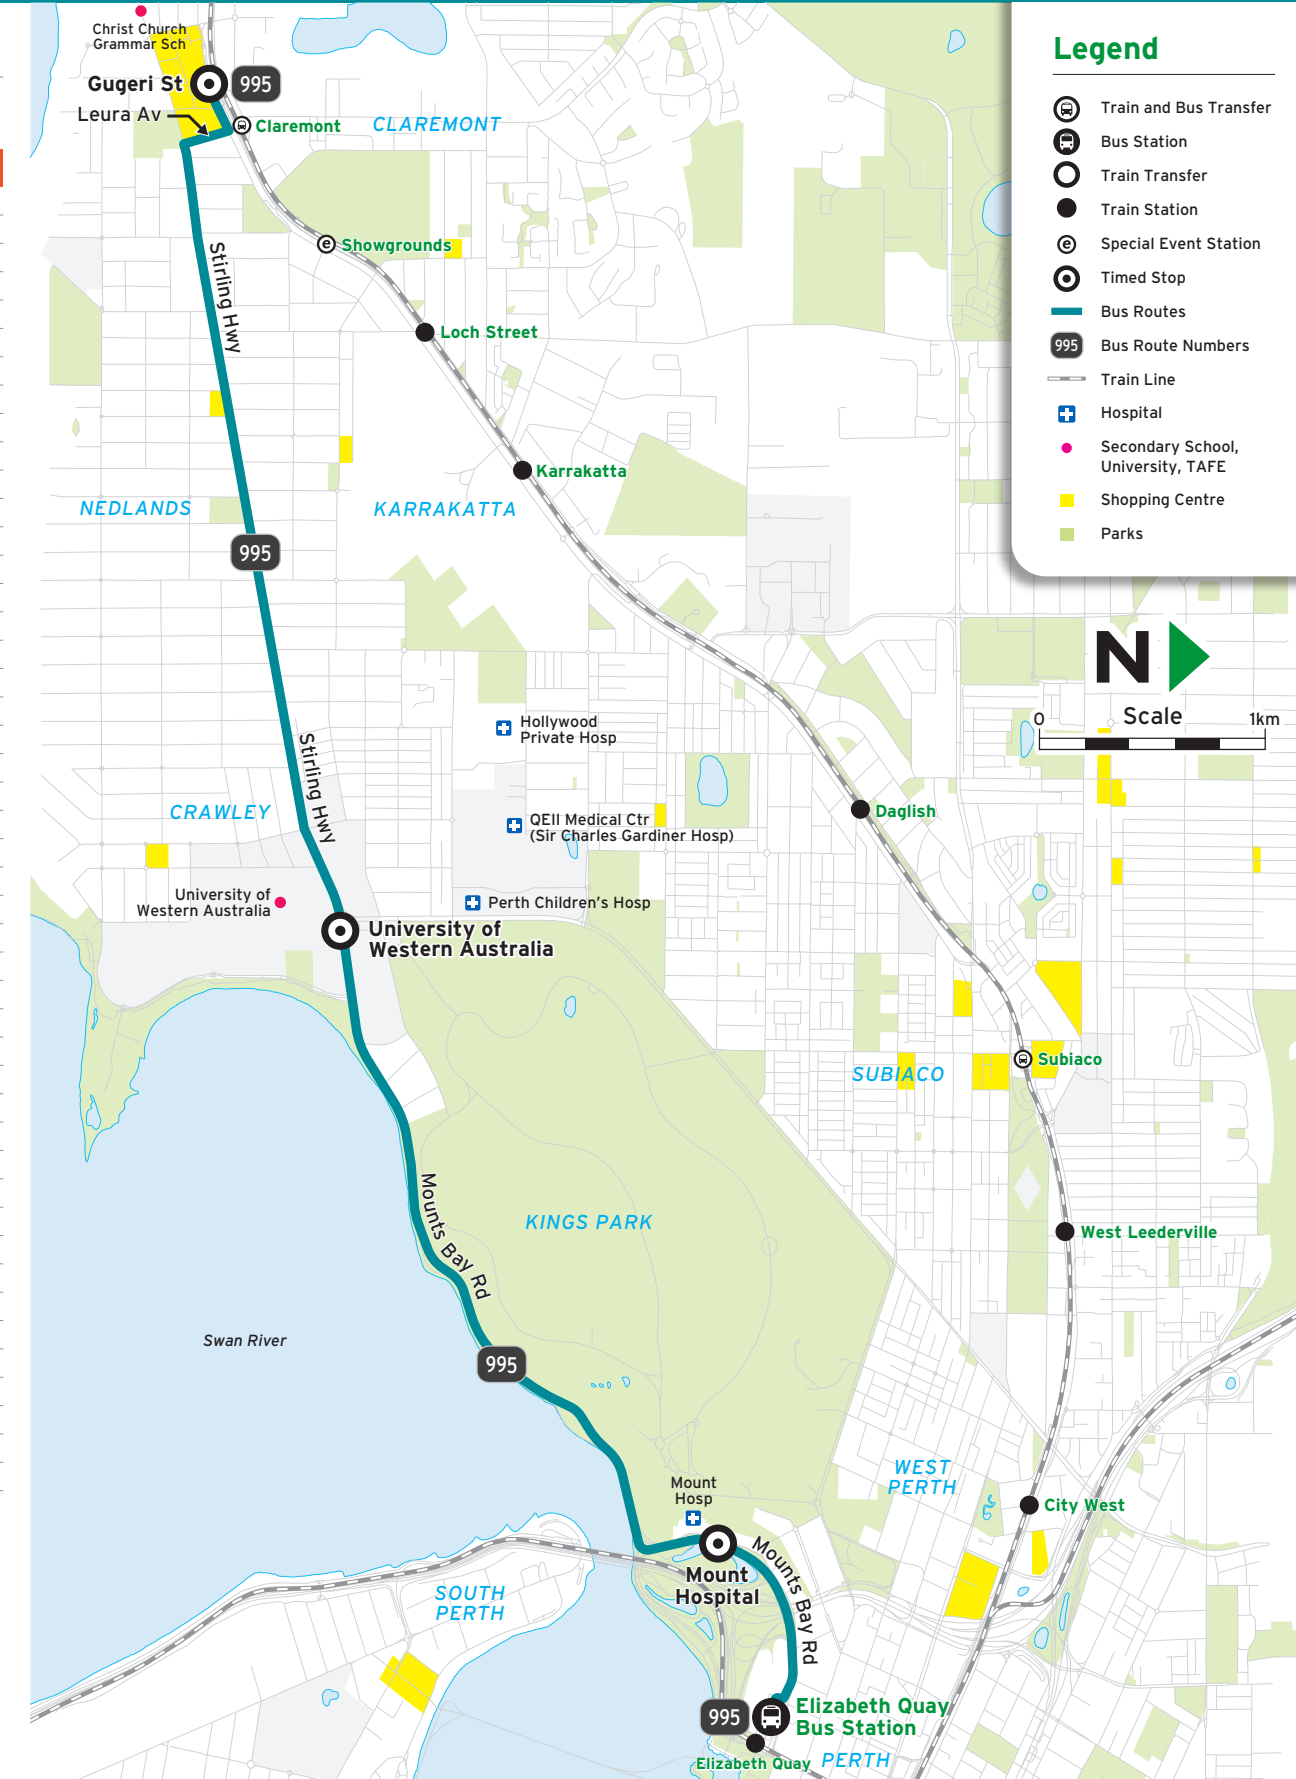 Christ Church
Grammar Sch
Gugeri St
995
Leura Av
Claremont
CLAREMONT
Showgrounds
Stirling Hwy
Loch Street
Karrakatta
NEDLANDS
KARRAKATTA
995
Hollywood
Private Hosp
Stirling Hwy
CRAWLEY
QEII Medical Ctr
(Sir Charles Gardiner Hosp)
Daglish
University of
Western Australia
Perth Children's Hosp
University of
Western Australia
Subiaco
SUBIACO
Mounts Bay Rd
KINGS PARK
West Leederville
Swan River
995
WEST
PERTH
Mount
Hosp
City West
Mounts Bay Rd
Mount
Hospital
SOUTH
PERTH
995
Elizabeth Quay
Bus Station
Elizabeth Quay
PERTH
Legend
Train and Bus Transfer
Bus Station
Train Transfer
Train Station
e
Special Event Station
Timed Stop
Bus Routes
995
Bus Route Numbers
Train Line
Hospital
Secondary School,
University, TAFE
Shopping Centre
Parks
N
Scale
0
1km
e